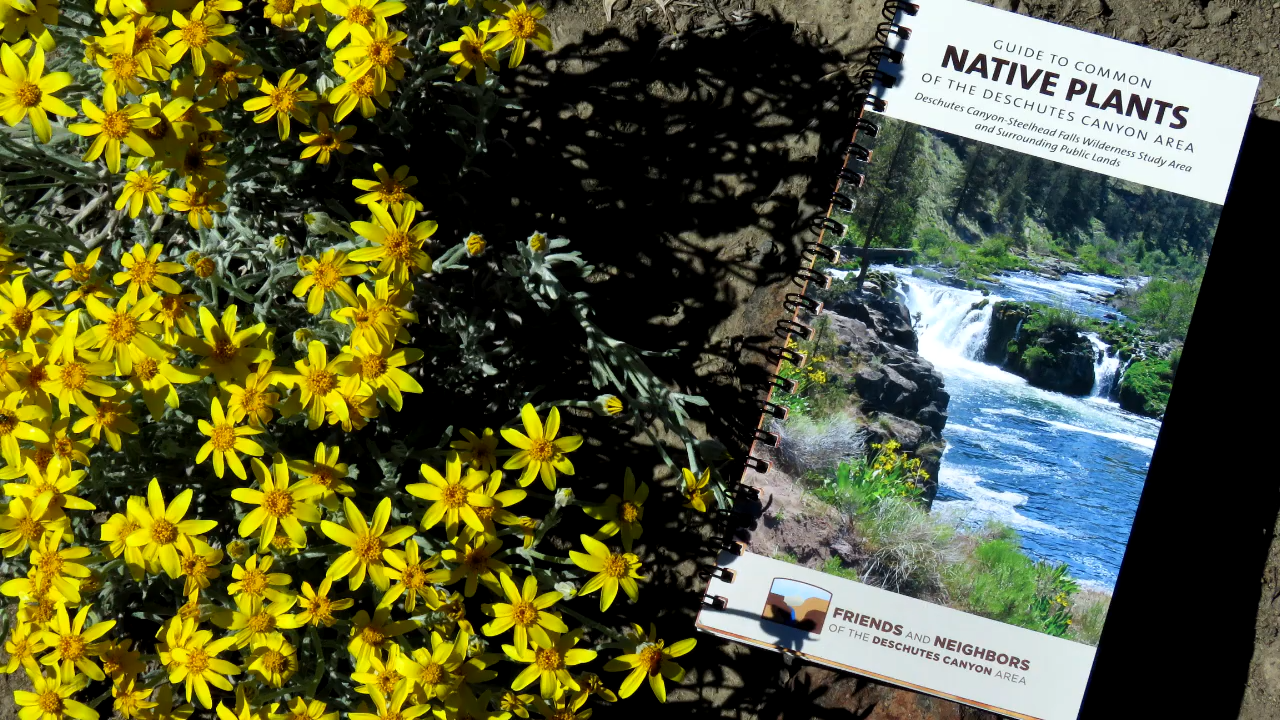 GUIDE TO COMMON
NATIVE PLANTS
OF THE DESCHUTES CANYON AREA
Deschutes Canyon-Steelhead Falls Wilderness Study Area
and Surrounding Public Lands
FRIENDS AND NEIGHBORS
OF THE DESCHUTES CANYON AREA